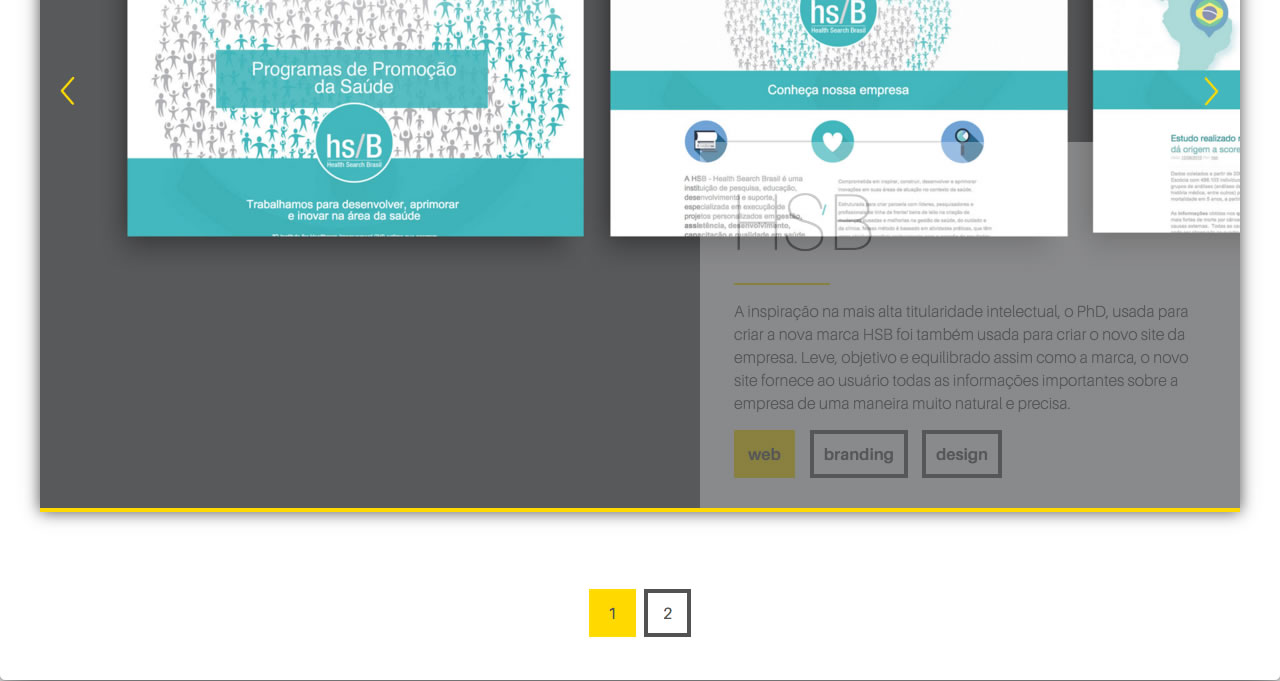 Programas de Promoção
da Saúde
hs/B
Health Search Brasil
Trabalhamos para desenvolver, aprimorar
e inovar na área da saúde
hs/B
Health Search Brasil
Conheça nossa empresa
A HSB - Health Search Brasil é uma
instituição de pesquisa, educação,
desenvolvimento e suporte,
especializada em execução de
projetos personalizados em gestão,
assistência, desenvolvimento,
capacitação e qualidade em saúde
Comprometida em inspirar, construir, desenvolver e aprimorar
inovações em suas áreas de atuação no contexto da saúde.
Estudo realizado
dá origem a score
HSB
A inspiração na mais alta titularidade intelectual, o PhD, usada para
criar a nova marca HSB foi também usada para criar o novo site da
empresa. Leve, objetivo e equilibrado assim como a marca, o novo
site fornece ao usuário todas as informações importantes sobre a
empresa de uma maneira muito natural e precisa.
web
branding
design
1
2